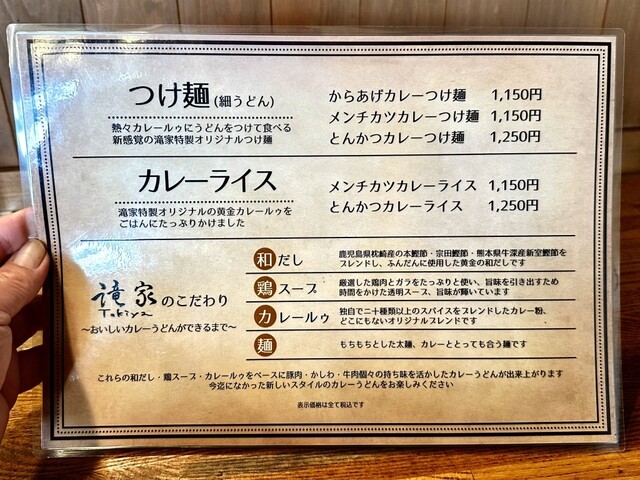 つけ麺(細うどん)
熱々カレールゥにうどんをつけて食べる
新感覚の滝家特製オリジナルつけ麺
からあげカレーつけ麺 1,150円
メンチカツカレーつけ麺 1,150円
とんかつカレーつけ麺 1,250円
カレーライス
滝家特製オリジナルの黄金カレールゥを
ごはんにたっぷりかけました
メンチカツカレーライス 1,150円
とんかつカレーライス 1,250円
滝家のこだわり
Takiya
〜おいしいカレーうどんができるまで〜
和だし
鹿児島県枕崎産の本鰹節・宗田鰹節・熊本県牛深産新室鰹節を
ブレンドし、ふんだんに使用した黄金の和だしです
鶏スープ
厳選した鶏肉とガラをたっぷりと使い、旨味を引き出すため
時間をかけた透明スープ、旨味が輝いています
カレールゥ
独自で二十種類以上のスパイスをブレンドしたカレー粉、
どこにもないオリジナルブレンドです
麺
もちもちとした太麺、カレーととっても合う麺です
これらの和だし・鶏スープ・カレールゥをベースに豚肉・かしわ・牛肉個々の持ち味を活かしたカレーうどんが出来上がります
今迄になかった新しいスタイルのカレーうどんをお楽しみください
表示価格は全て税込です